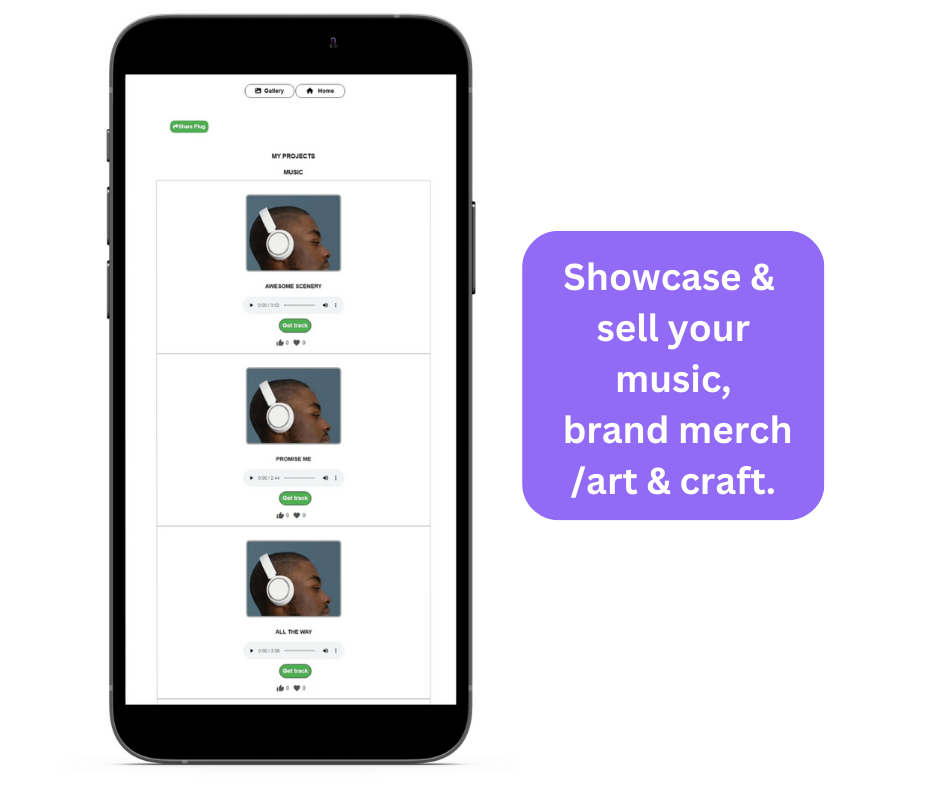 Gallery
Home
Share Plug
MY PROJECTS
MUSIC
AWESOME SCENERY
0:00 / 3:02
Get track
0 0
PROMISE ME
0:00 / 2:44
Get track
0 0
ALL THE WAY
0:00 / 3:08
Get track
0 0
Showcase &
sell your
music,
brand merch
/art & craft.